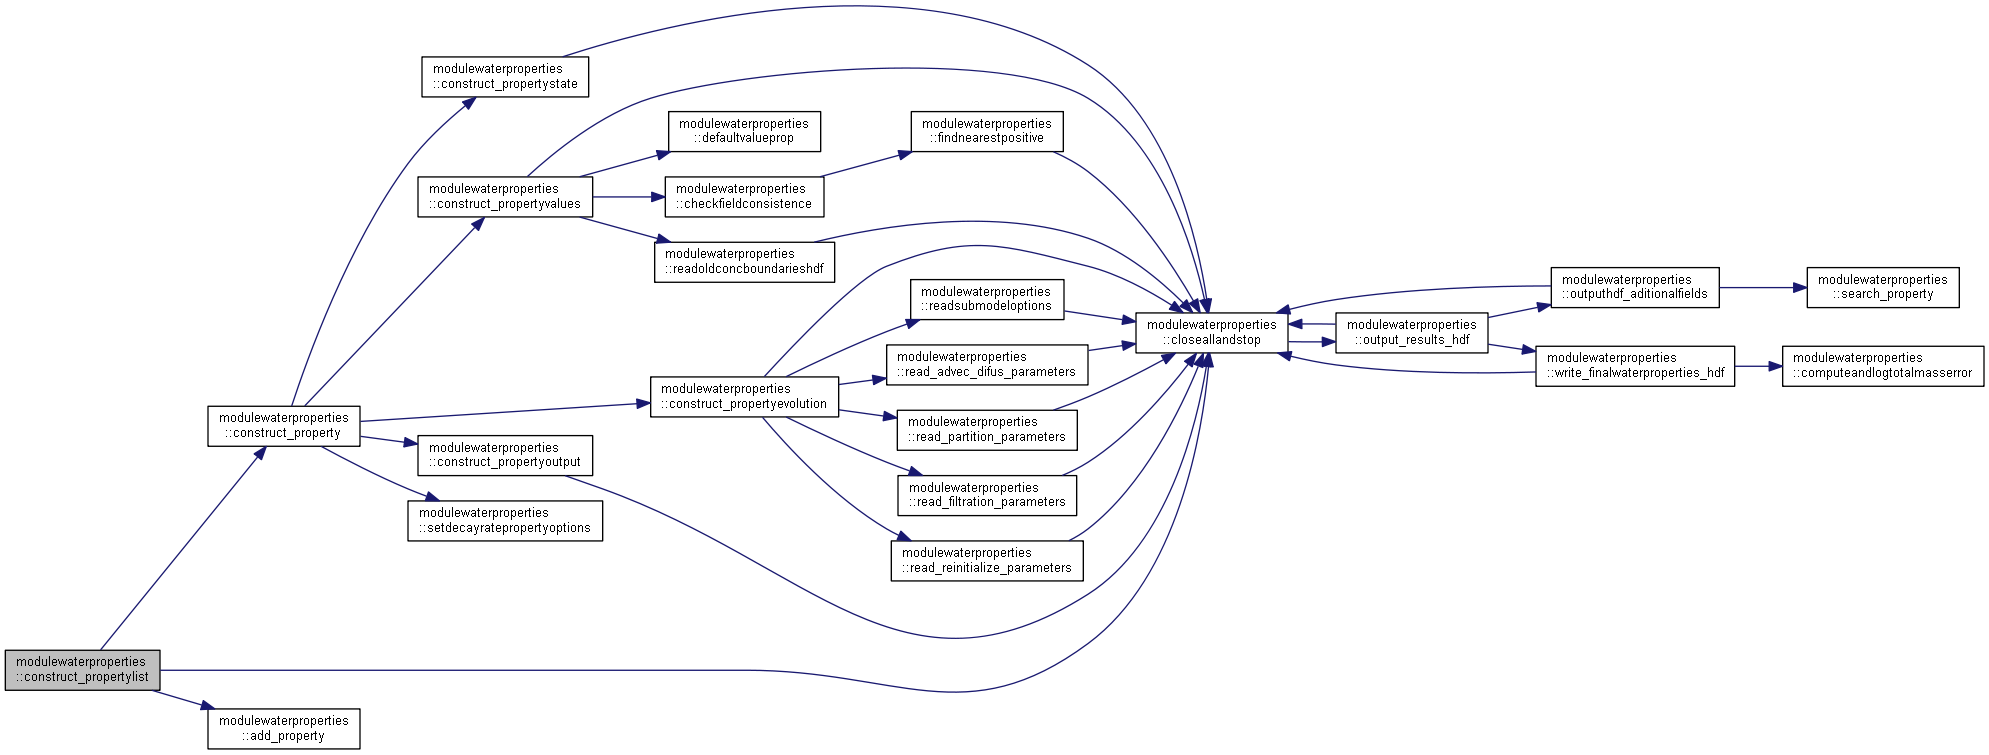 modulewaterproperties
::construct_propertystate
modulewaterproperties
::defaultvalueprop
modulewaterproperties
::findnearestpositive
modulewaterproperties
::construct_propertyvalues
modulewaterproperties
::checkfieldconsistence
modulewaterproperties
::readoldconcboundarieshdf
modulewaterproperties
::readsubmodeloptions
modulewaterproperties
::outputhdf_aditionalfields
modulewaterproperties
::search_property
modulewaterproperties
::closeallandstop
modulewaterproperties
::output_results_hdf
modulewaterproperties
::read_advec_difus_parameters
modulewaterproperties
::write_finalwaterproperties_hdf
modulewaterproperties
::computeandlogtotalmasserror
modulewaterproperties
::construct_propertyevolution
modulewaterproperties
::construct_property
modulewaterproperties
::read_partition_parameters
modulewaterproperties
::construct_propertyoutput
modulewaterproperties
::read_filtration_parameters
modulewaterproperties
::setdecayratepropertyoptions
modulewaterproperties
::read_reinitialize_parameters
modulewaterproperties
::construct_propertylist
modulewaterproperties
::add_property